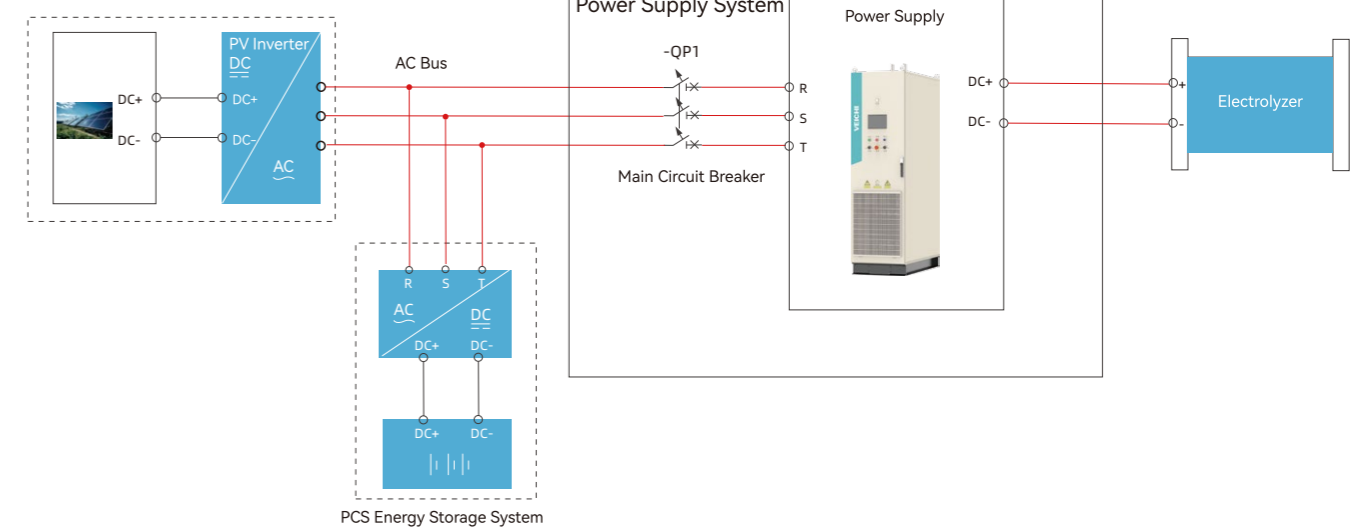 Power Supply System
Power Supply
PV Inverter
DC
AC Bus
-QP1
DC+
DC+
DC-
DC-
AC
R
S
T
Main Circuit Breaker
VEICHI
DC+
DC-
+
-
Electrolyzer
R
S
T
AC
DC
DC+
DC-
DC+
DC-
PCS Energy Storage System